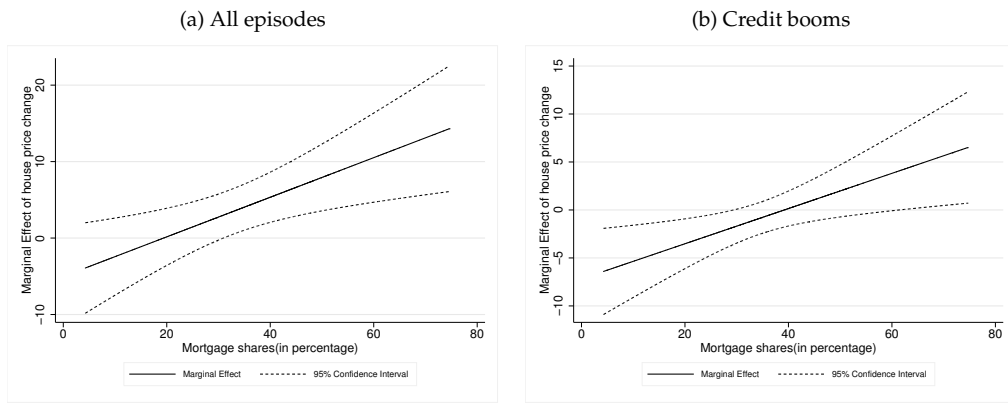 (a) All episodes
Marginal Effect of house price change
20
10
0
−10
0 20 40 60 80
Mortgage shares(in percentage)
Marginal Effect 95% Confidence Interval
(b) Credit booms
Marginal Effect of house price change
15
10
5
0
−5
−10
0 20 40 60 80
Mortgage shares(in percentage)
Marginal Effect 95% Confidence Interval